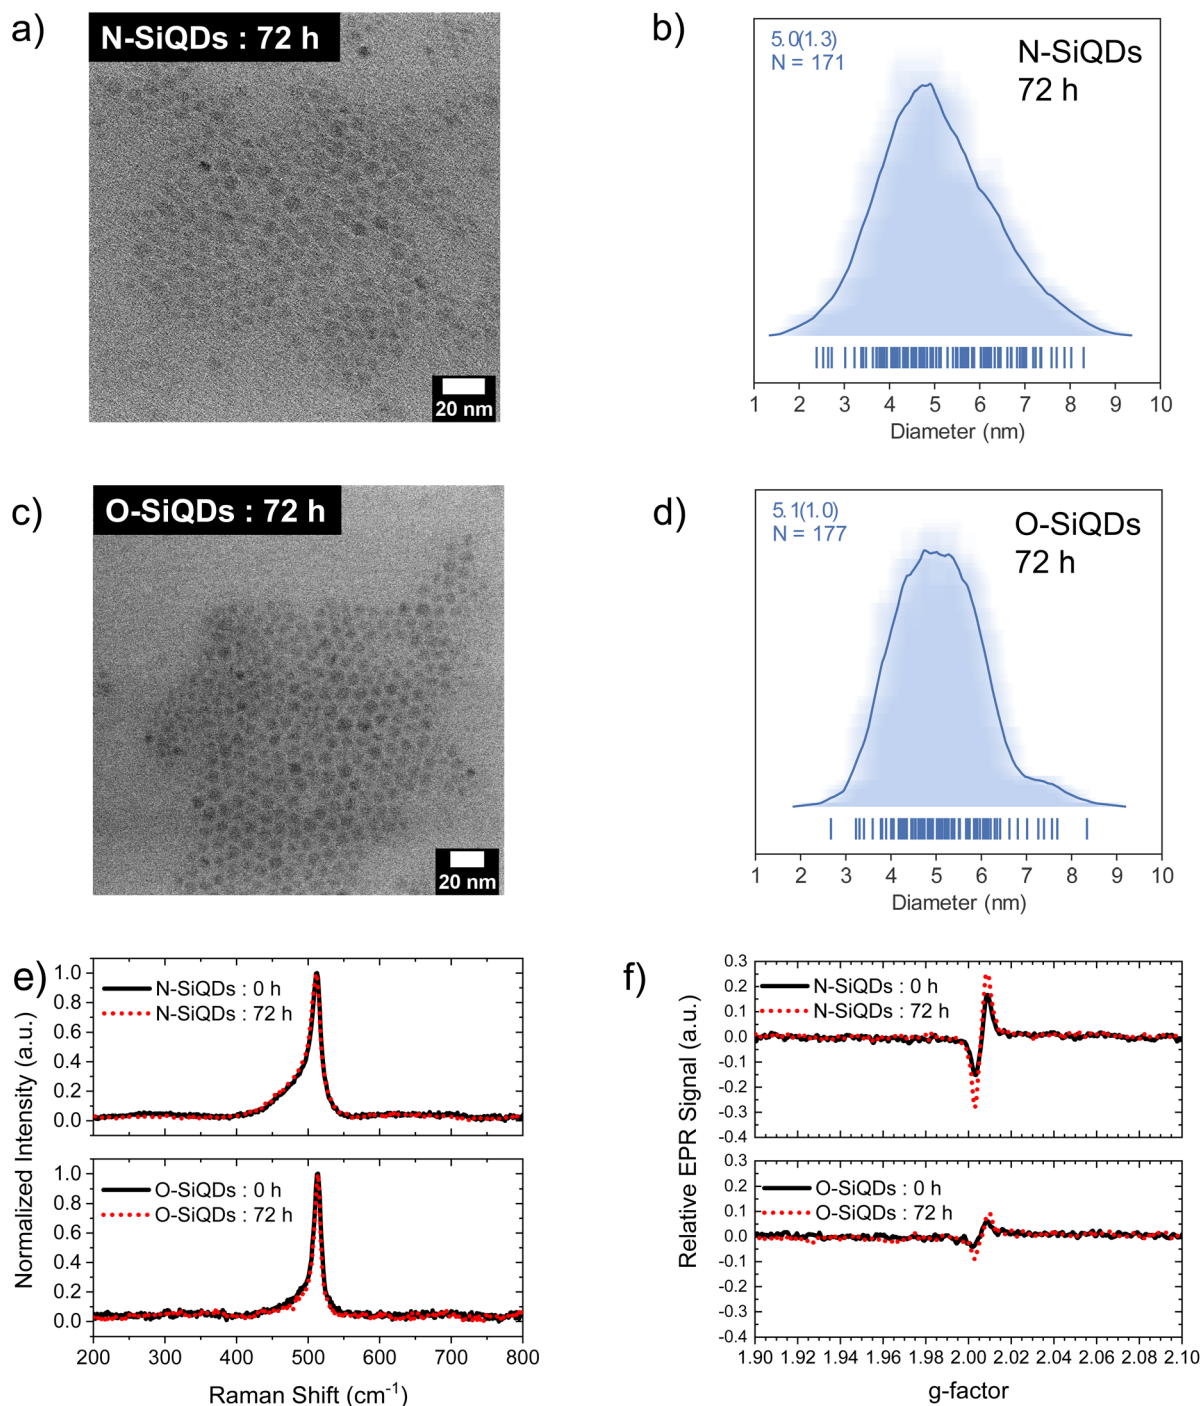 a)
N-SiQDs : 72 h
20 nm
b)
5.0(1.3)
N = 171
N-SiQDs
72 h
1 2 3 4 5 6 7 8 9 10
Diameter (nm)
c)
O-SiQDs : 72 h
20 nm
d)
5.1(1.0)
N = 177
O-SiQDs
72 h
1 2 3 4 5 6 7 8 9 10
Diameter (nm)
e)
Normalized Intensity (a.u.)
1.0
0.8
0.6
0.4
0.2
0.0
N-SiQDs : 0 h
N-SiQDs : 72 h
1.0
0.8
0.6
0.4
0.2
0.0
O-SiQDs : 0 h
O-SiQDs : 72 h
200 300 400 500 600 700 800
Raman Shift (cm⁻¹)
f)
Relative EPR Signal (a.u.)
0.3
0.2
0.1
0.0
-0.1
-0.2
-0.3
-0.4
N-SiQDs : 0 h
N-SiQDs : 72 h
0.3
0.2
0.1
0.0
-0.1
-0.2
-0.3
-0.4
O-SiQDs : 0 h
O-SiQDs : 72 h
1.90 1.92 1.94 1.96 1.98 2.00 2.02 2.04 2.06 2.08 2.10
g-factor